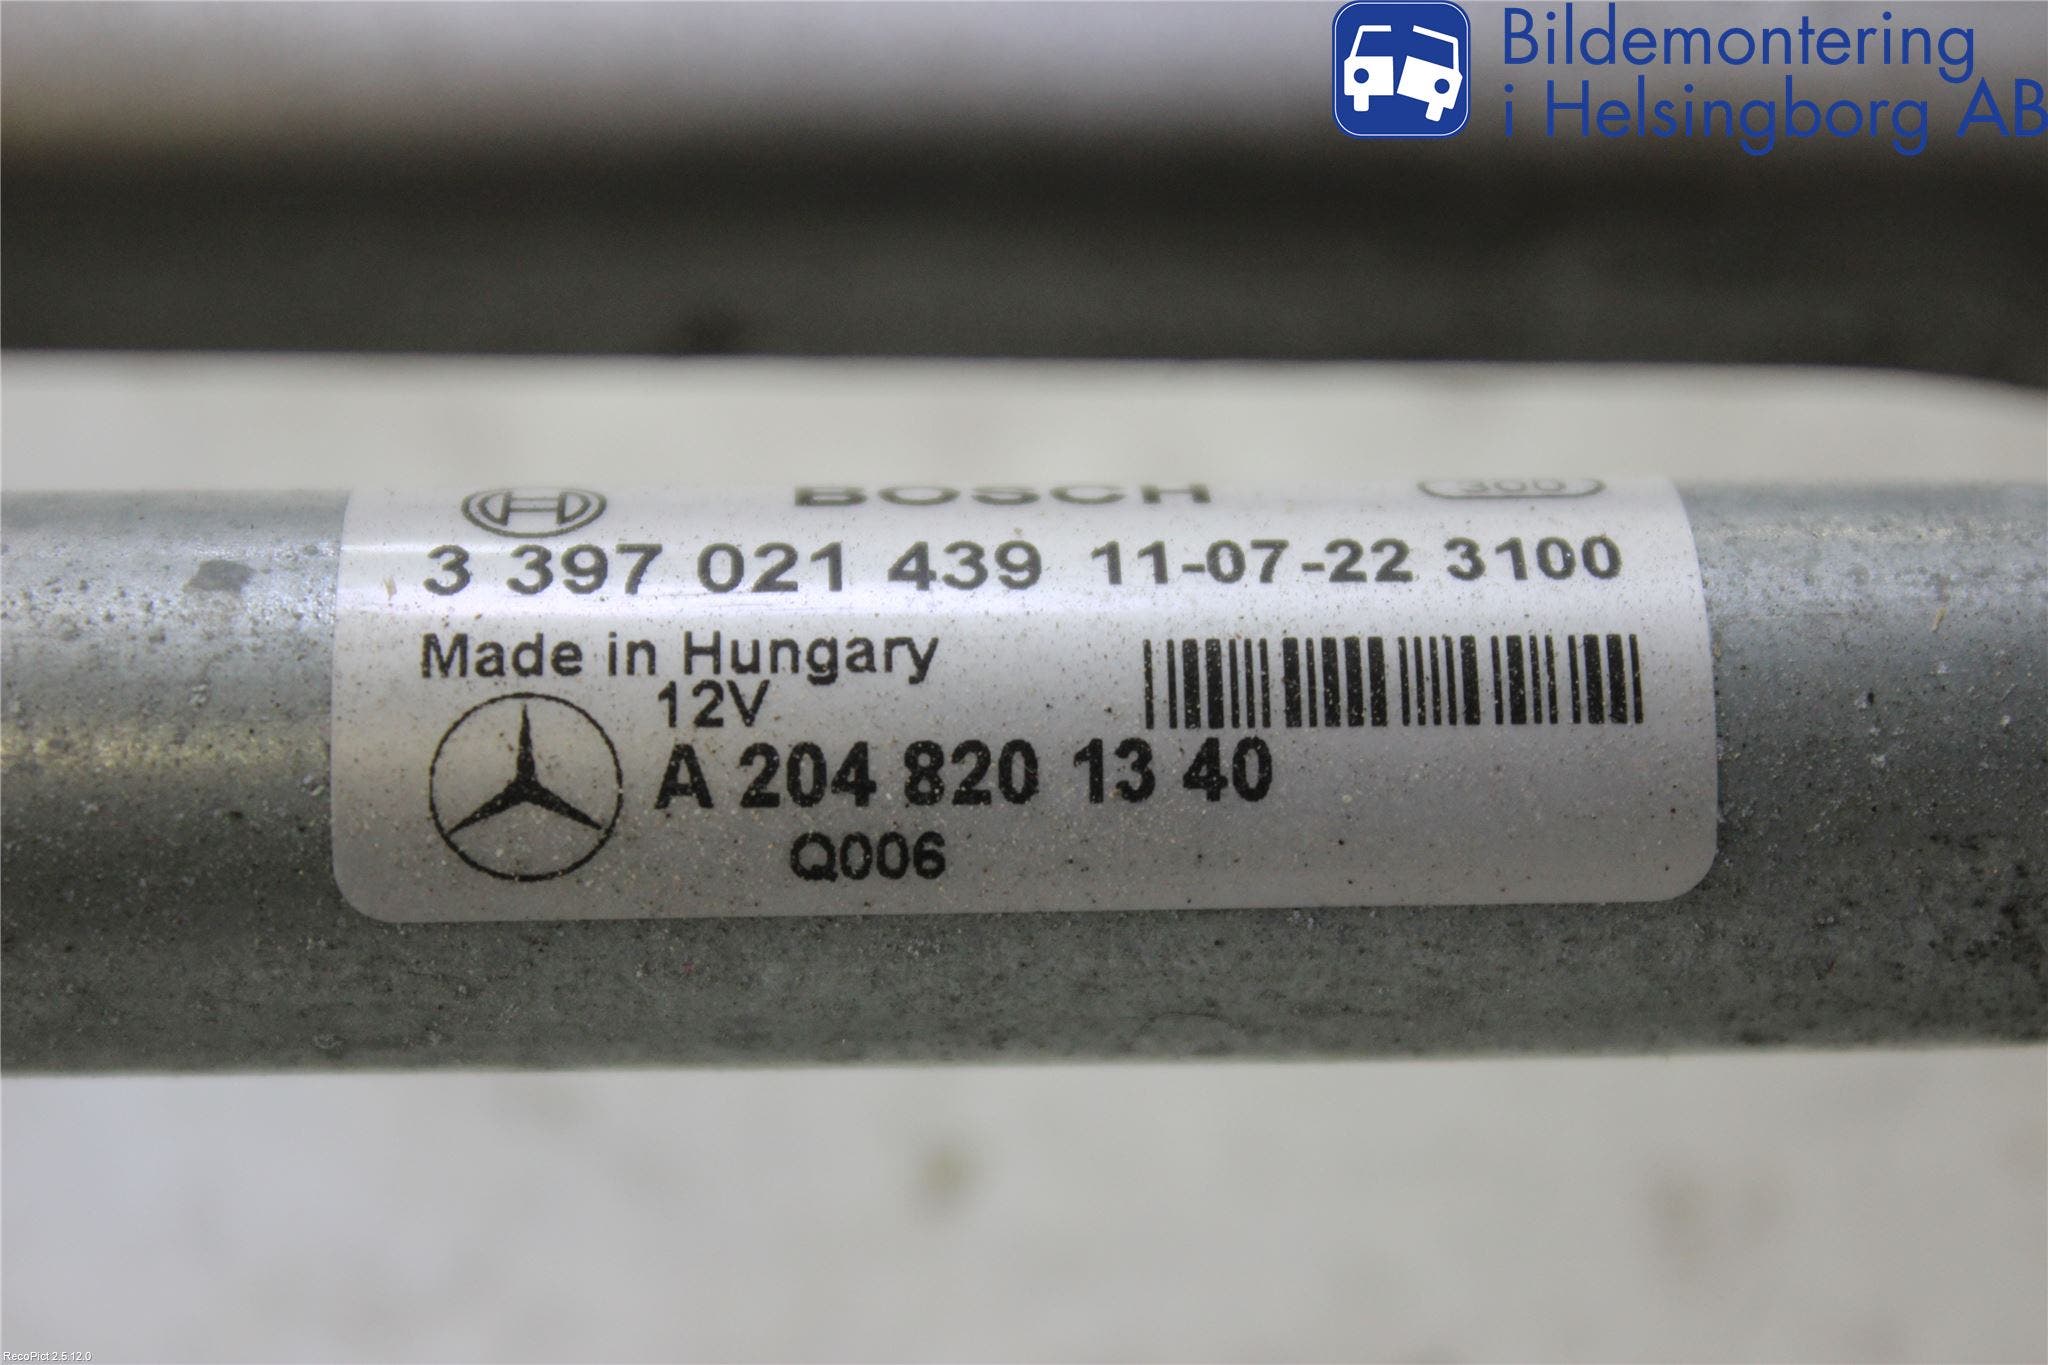 Bildemontering
i Helsingborg AB
BOSCH
300
3 397 021 439 11-07-22 3100
Made in Hungary
12V
A 204 820 13 40
Q006
RecoPict 2.5.12.0